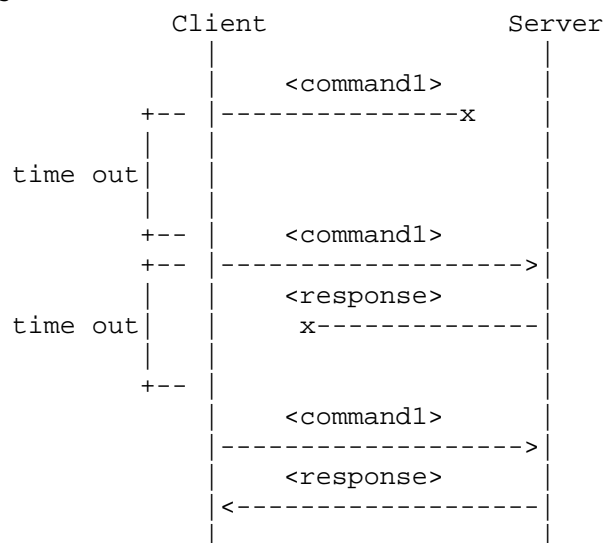 Client Server
<command1>
+-- |---------------x |
time out
+-- <command1>
+-- |------------------->|
<response>
time out x--------------|
+--
<command1>
|------------------->|
<response>
|<-------------------|